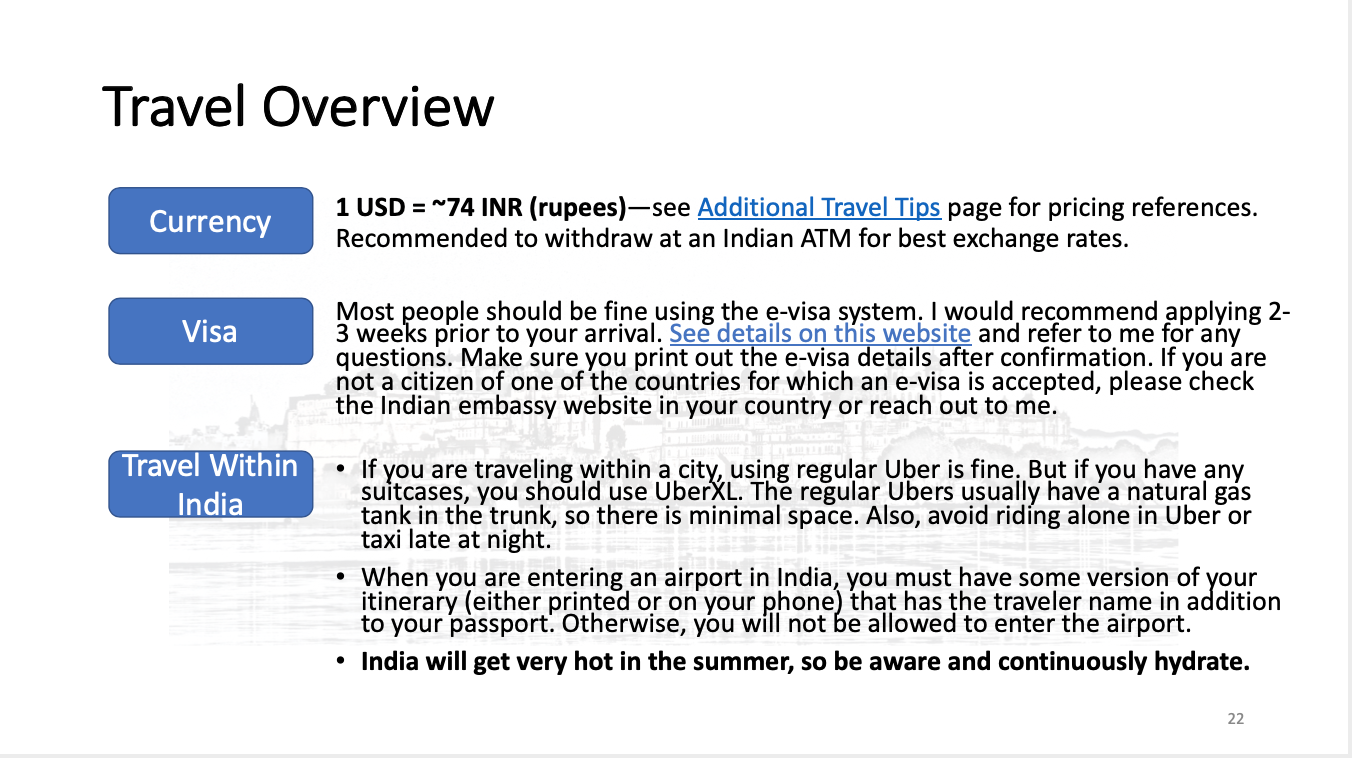 Travel Overview
Currency
1 USD = ~74 INR (rupees)—see Additional Travel Tips page for pricing references.
Recommended to withdraw at an Indian ATM for best exchange rates.
Visa
Most people should be fine using the e-visa system. I would recommend applying 2-
3 weeks prior to your arrival. See details on this website and refer to me for any
questions. Make sure you print out the e-visa details after confirmation. If you are
not a citizen of one of the countries for which an e-visa is accepted, please check
the Indian embassy website in your country or reach out to me.
Travel Within
India
• If you are traveling within a city, using regular Uber is fine. But if you have any
suitcases, you should use UberXL. The regular Ubers usually have a natural gas
tank in the trunk, so there is minimal space. Also, avoid riding alone in Uber or
taxi late at night.
• When you are entering an airport in India, you must have some version of your
itinerary (either printed or on your phone) that has the traveler name in addition
to your passport. Otherwise, you will not be allowed to enter the airport.
• India will get very hot in the summer, so be aware and continuously hydrate.
22